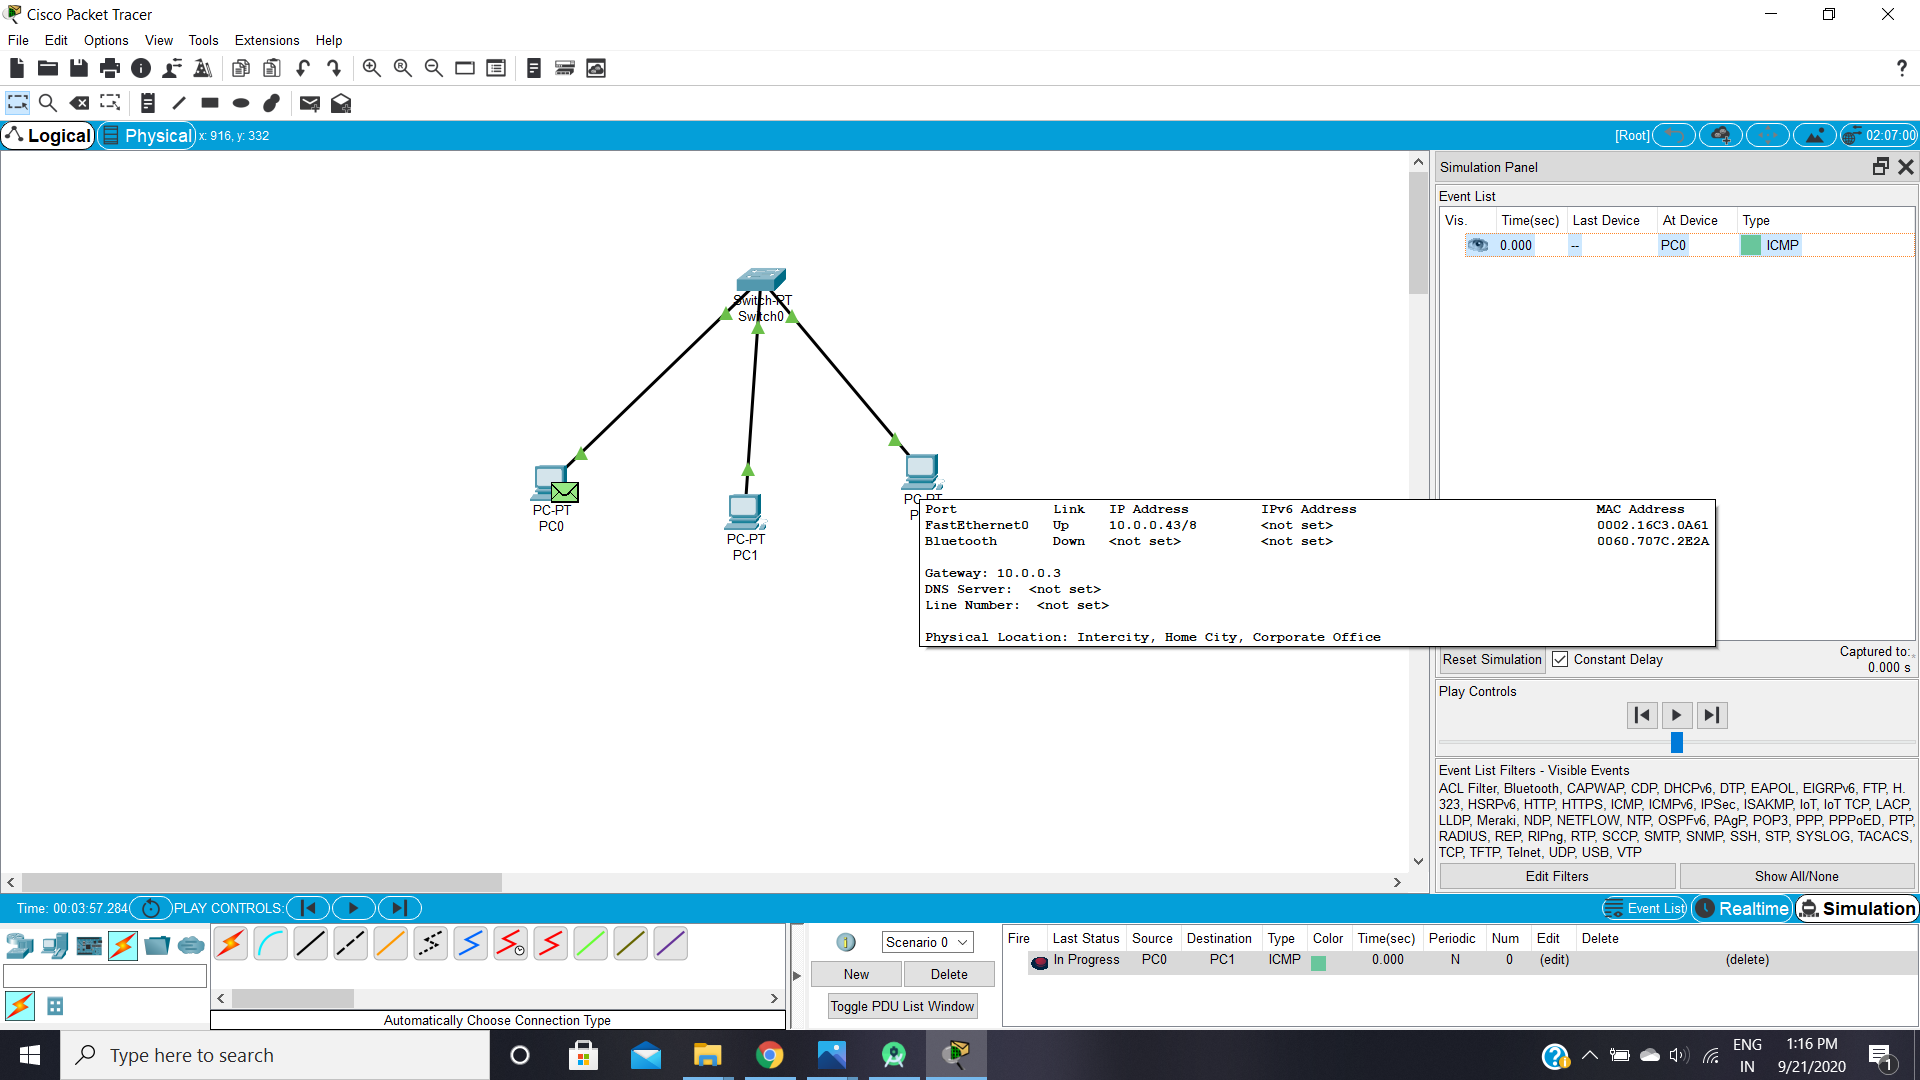 Cisco Packet Tracer
File Edit Options View Tools Extensions Help
?
Logical Physical x: 916, y: 332 [Root] 02:07:00
Simulation Panel
Event List
Vis. Time(sec) Last Device At Device Type
0.000 -- PC0 ICMP
Switch-PT
Switch0
PC-PT
PC0
PC-PT
PC1
PC-PT
Port Link IP Address IPv6 Address MAC Address
FastEthernet0 Up 10.0.0.43/8 <not set> 0002.16C3.0A61
Bluetooth Down <not set> <not set> 0060.707C.2E2A
Gateway: 10.0.0.3
DNS Server: <not set>
Line Number: <not set>
Physical Location: Intercity, Home City, Corporate Office
Reset Simulation Constant Delay Captured to:
0.000 s
Play Controls
Event List Filters - Visible Events
ACL Filter, Bluetooth, CAPWAP, CDP, DHCPv6, DTP, EAPOL, EIGRPv6, FTP, H.
323, HSRPv6, HTTP, HTTPS, ICMP, ICMPv6, IPSec, ISAKMP, IoT, IoT TCP, LACP,
LLDP, Meraki, NDP, NETFLOW, NTP, OSPFv6, PAgP, POP3, PPP, PPPoED, PTP,
RADIUS, REP, RIPng, RTP, SCCP, SMTP, SNMP, SSH, STP, SYSLOG, TACACS,
TCP, TFTP, Telnet, UDP, USB, VTP
Edit Filters Show All/None
Time: 00:03:57.284 PLAY CONTROLS: Event List Realtime Simulation
Scenario 0
New Delete
Toggle PDU List Window
Fire Last Status Source Destination Type Color Time(sec) Periodic Num Edit Delete
In Progress PC0 PC1 ICMP 0.000 N 0 (edit) (delete)
Automatically Choose Connection Type
Type here to search
ENG
IN
1:16 PM
9/21/2020
1